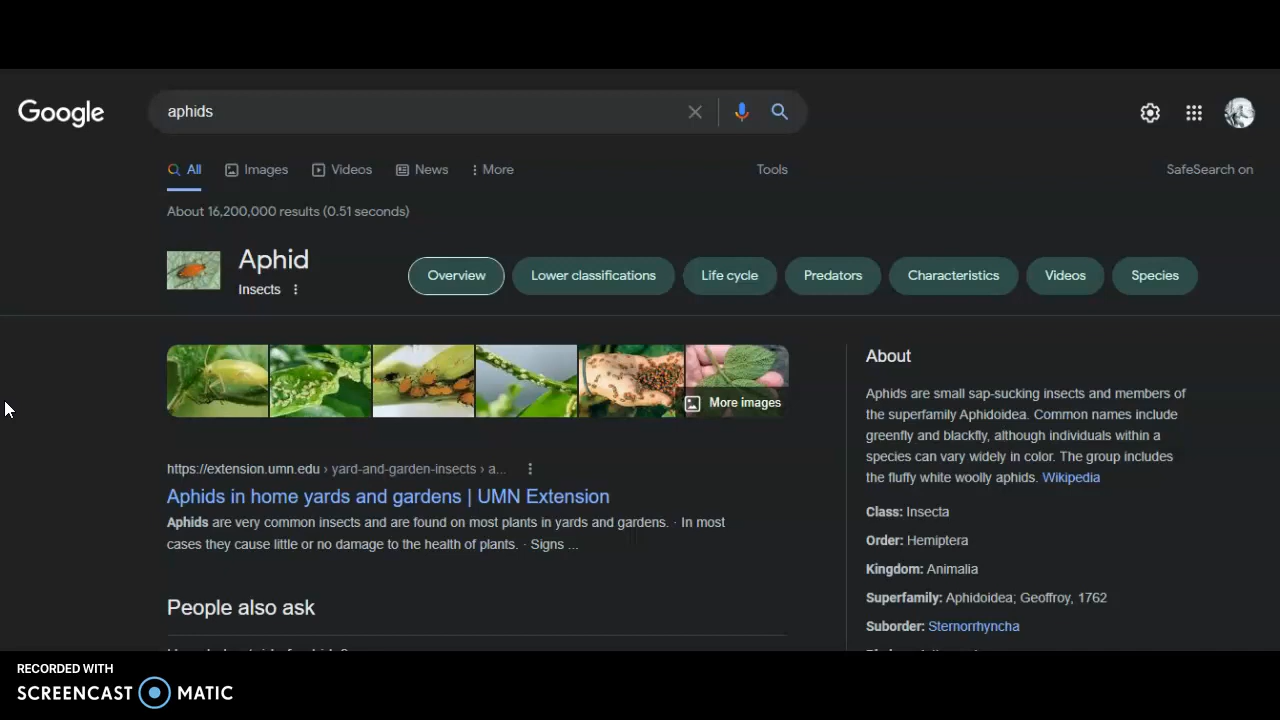 Google
aphids
All Images Videos News More Tools SafeSearch on
About 16,200,000 results (0.51 seconds)
Aphid
Insects
Overview Lower classifications Life cycle Predators Characteristics Videos Species
More images
https://extension.umn.edu › yard-and-garden-insects › a...
Aphids in home yards and gardens | UMN Extension
Aphids are very common insects and are found on most plants in yards and gardens. · In most
cases they cause little or no damage to the health of plants. · Signs ...
People also ask
About
Aphids are small sap-sucking insects and members of
the superfamily Aphidoidea. Common names include
greenfly and blackfly, although individuals within a
species can vary widely in color. The group includes
the fluffy white woolly aphids. Wikipedia
Class: Insecta
Order: Hemiptera
Kingdom: Animalia
Superfamily: Aphidoidea; Geoffroy, 1762
Suborder: Sternorrhyncha
RECORDED WITH
SCREENCAST MATIC